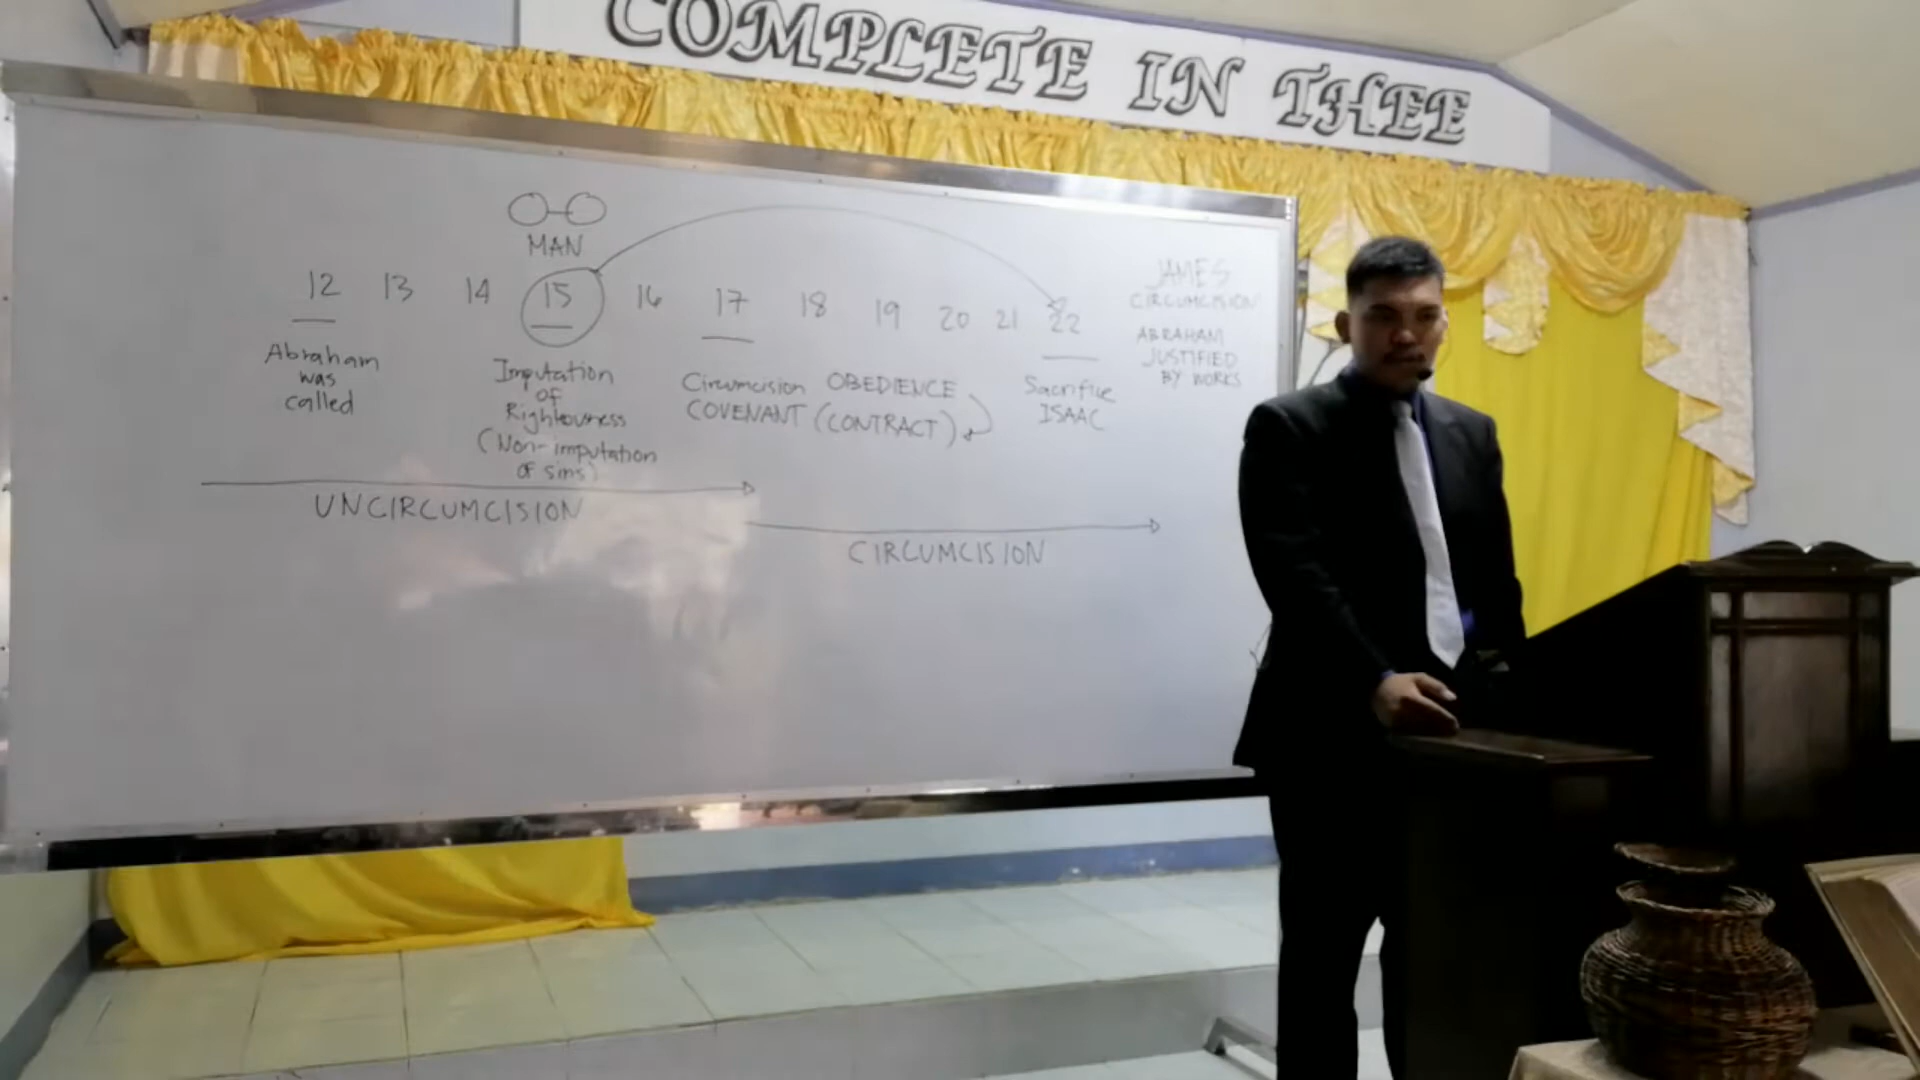 COMPLETE IN THEE
MAN
12 13 14 15 16 17 18 19 20 21 22
Abraham
was
called
Imputation
of
Righteousness
(Non-imputation
of sins)
Circumcision OBEDIENCE
COVENANT (CONTRACT)
Sacrifice
ISAAC
JAMES
CIRCUMCISION
ABRAHAM
JUSTIFIED
BY WORKS
UNCIRCUMCISION
CIRCUMCISION